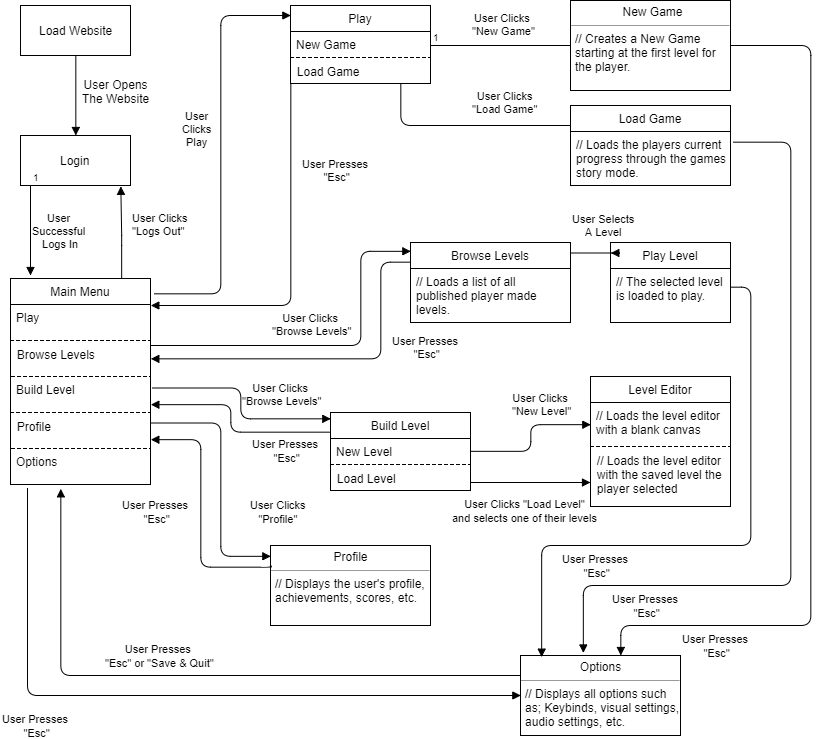 Load Website
User Opens
The Website
Login
1
User
Successful
Logs In
User Clicks
"Logs Out"
User
Clicks
Play
Play
New Game
Load Game
1
User Clicks
"New Game"
New Game
// Creates a New Game
starting at the first level for
the player.
User Clicks
"Load Game"
Load Game
// Loads the players current
progress through the games
story mode.
User Presses
"Esc"
Main Menu
Play
Browse Levels
Build Level
Profile
Options
User Clicks
"Browse Levels"
User Presses
"Esc"
Browse Levels
// Loads a list of all
published player made
levels.
User Selects
A Level
Play Level
// The selected level
is loaded to play.
User Clicks
"Browse Levels"
User Presses
"Esc"
Build Level
New Level
Load Level
User Clicks
"New Level"
User Clicks "Load Level"
and selects one of their levels
Level Editor
// Loads the level editor
with a blank canvas
// Loads the level editor
with the saved level the
player selected
User Presses
"Esc"
User Clicks
"Profile"
Profile
// Displays the user's profile,
achievements, scores, etc.
User Presses
"Esc"
User Presses
"Esc"
User Presses
"Esc"
User Presses
"Esc" or "Save & Quit"
User Presses
"Esc"
Options
// Displays all options such
as; Keybinds, visual settings,
audio settings, etc.